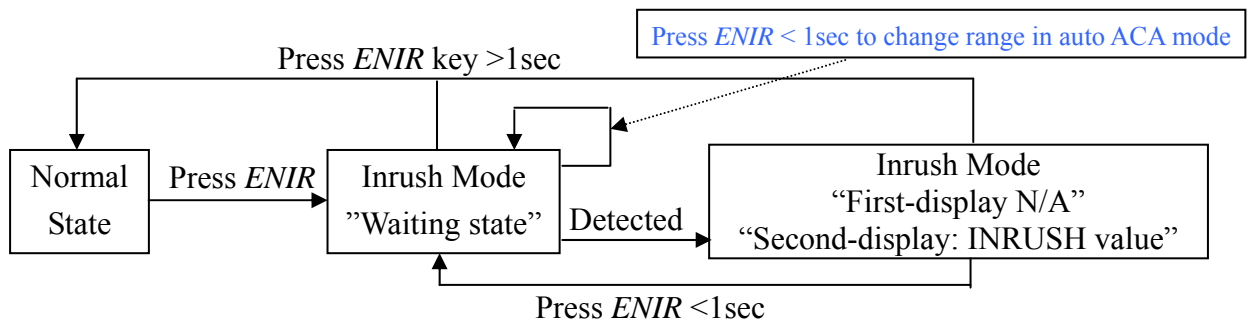 Press ENIR < 1sec to change range in auto ACA mode
Press ENIR key >1sec
Normal
State
Press ENIR
Inrush Mode
”Waiting state”
Detected
Inrush Mode
“First-display N/A”
“Second-display: INRUSH value”
Press ENIR <1sec